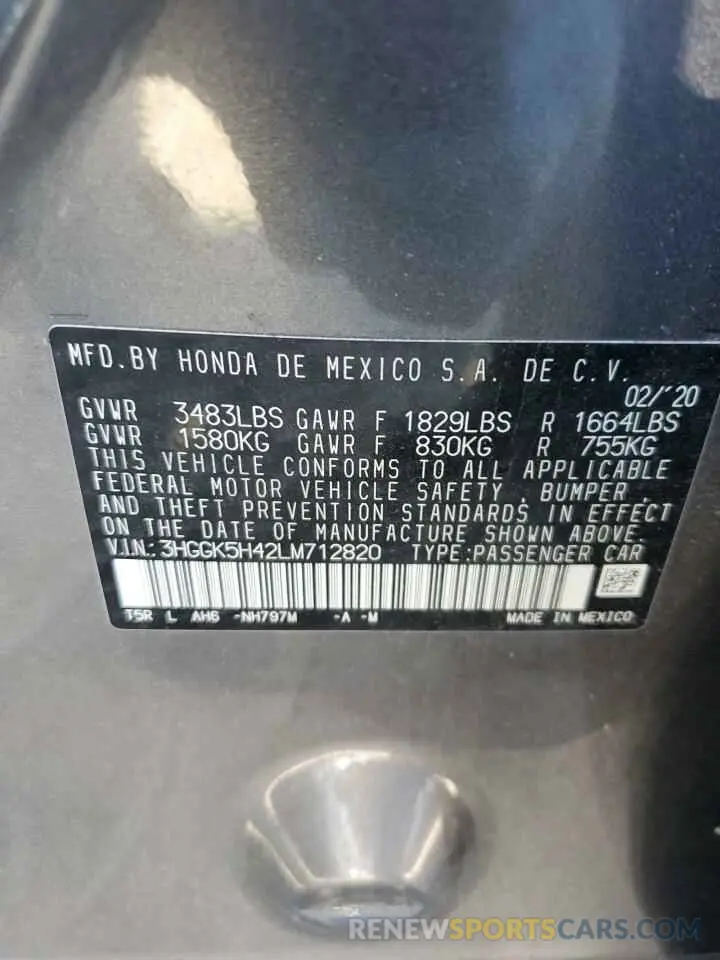 MFD.BY HONDA DE MEXICO S.A. DE C.V.
02/'20
GVWR 3483LBS GAWR F 1829LBS R 1664LBS
GVWR 1580KG GAWR F 830KG R 755KG
THIS VEHICLE CONFORMS TO ALL APPLICABLE
FEDERAL MOTOR VEHICLE SAFETY , BUMPER ,
AND THEFT PREVENTION STANDARDS IN EFFECT
ON THE DATE OF MANUFACTURE SHOWN ABOVE.
V.I.N.:3HGGK5H42LM712820 TYPE:PASSENGER CAR
T5R L AH6 -NH797M -A -M MADE IN MEXICO
RENEWSPORTSCARS.COM